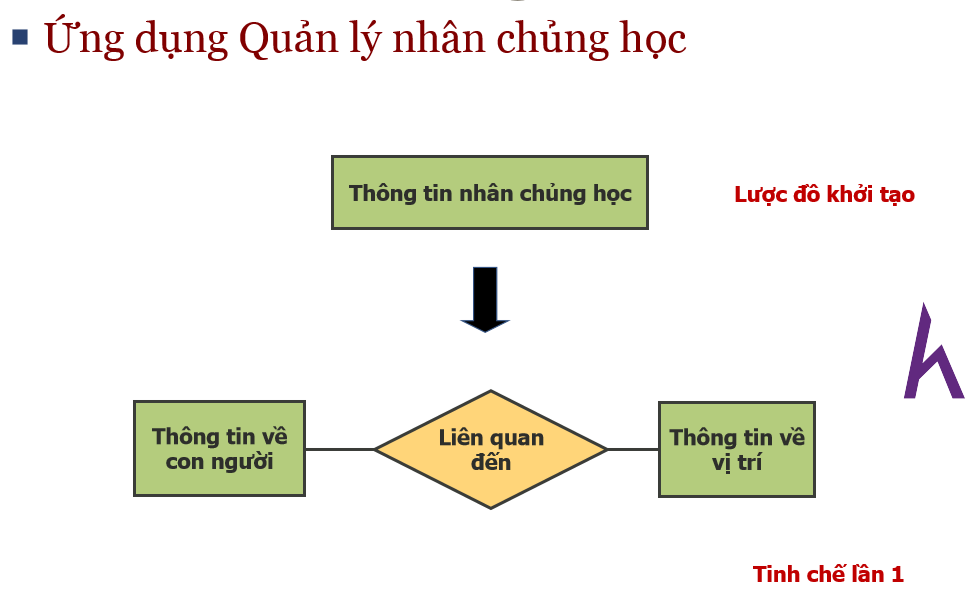 Ứng dụng Quản lý nhân chủng học
Thông tin nhân chủng học
Lược đồ khởi tạo
Thông tin về
con người
Liên quan
đến
Thông tin về
vị trí
Tinh chế lần 1